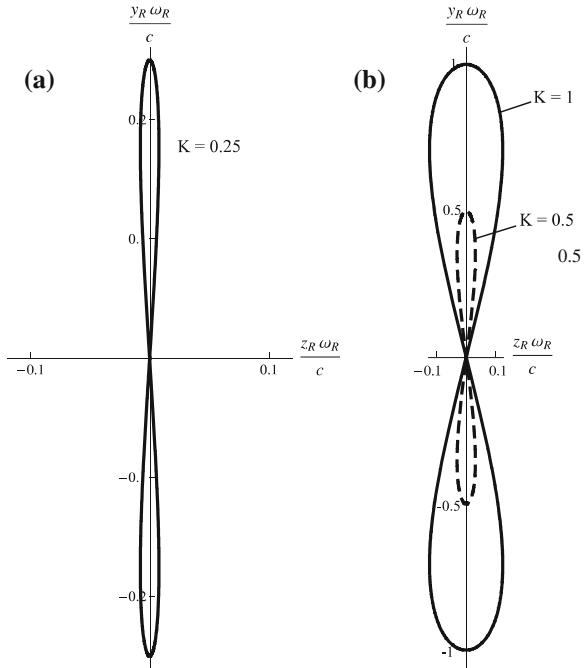 y_R ω_R
c
(a)
0.2
K = 0.25
0.1
z_R ω_R
c
−0.1
0.1
−0.
−0.2
y_R ω_R
c
(b)
1
K = 1
0.5
K = 0.5
0.5
z_R ω_R
c
−0.1
0.1
-0.5
-1